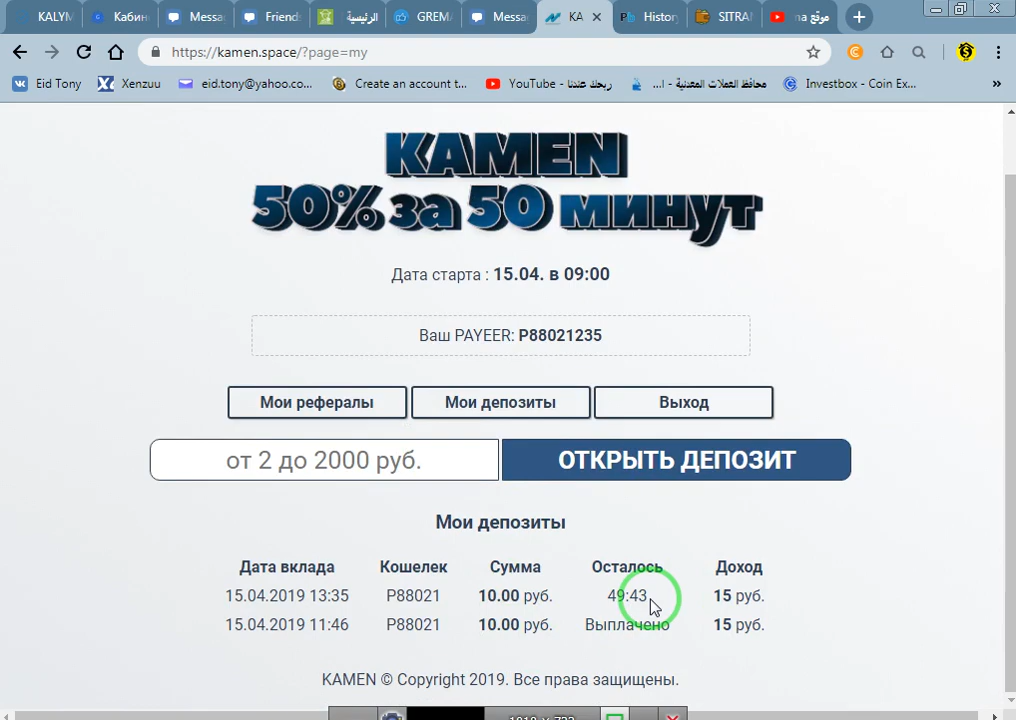 KALYM Кабин Messa Friend الرئيسية GREMA Messa KA Histor SITRA موقع na
https://kamen.space/?page=my
Eid Tony Xenzuu eid.tony@yahoo.co... Create an account t... YouTube - ربحك عندنا محافظ العملات المعدنية - ا... Investbox - Coin Ex... »
KAMEN
50% за 50 минут
Дата старта : 15.04. в 09:00
Ваш PAYEER: P88021235
Мои рефералы Мои депозиты Выход
от 2 до 2000 руб. ОТКРЫТЬ ДЕПОЗИТ
Мои депозиты
Дата вклада Кошелек Сумма Осталось Доход
15.04.2019 13:35 P88021 10.00 руб. 49:43 15 руб.
15.04.2019 11:46 P88021 10.00 руб. Выплачено 15 руб.
KAMEN © Copyright 2019. Все права защищены.